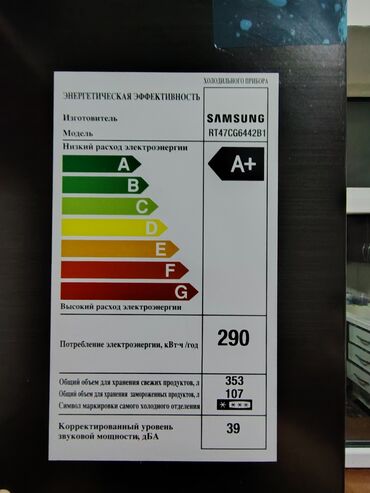 ХОЛОДИЛЬНОГО ПРИБОРА
ЭНЕРГЕТИЧЕСКАЯ ЭФФЕКТИВНОСТЬ
Изготовитель SAMSUNG
Модель RT47CG6442B1
Низкий расход электроэнергии
A A+
B
C
D
E
F
G
Высокий расход электроэнергии
Потребление электроэнергии, кВт·ч /год 290
Общий объем для хранения свежих продуктов, л 353
Общий объем для хранения замороженных продуктов, л 107
Символ маркировки самого холодного отделения
Корректированный уровень 39
звуковой мощности, дБА